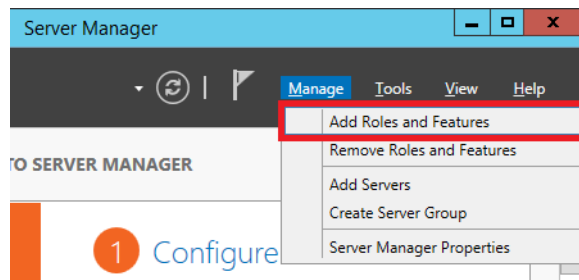 Server Manager
Manage Tools View Help
Add Roles and Features
Remove Roles and Features
TO SERVER MANAGER
Add Servers
Create Server Group
1 Configure
Server Manager Properties